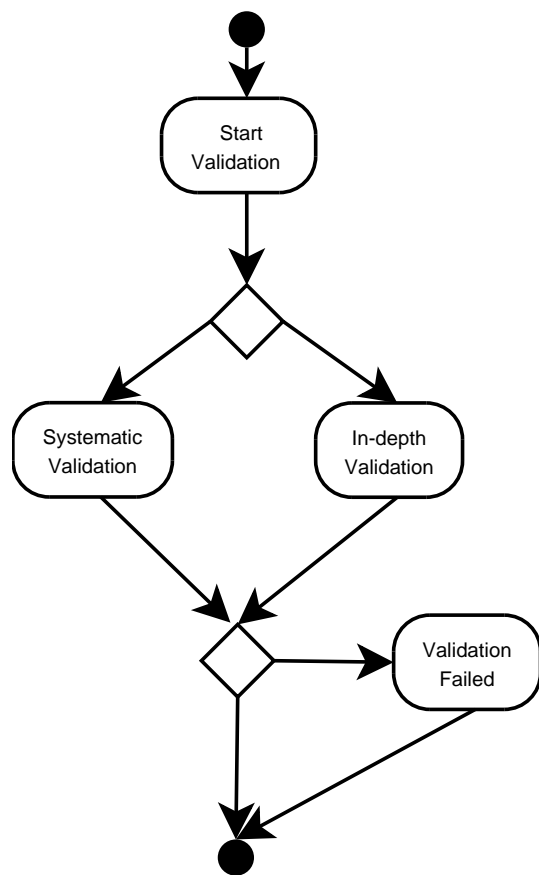 Start
Validation
Systematic
Validation
In-depth
Validation
Validation
Failed